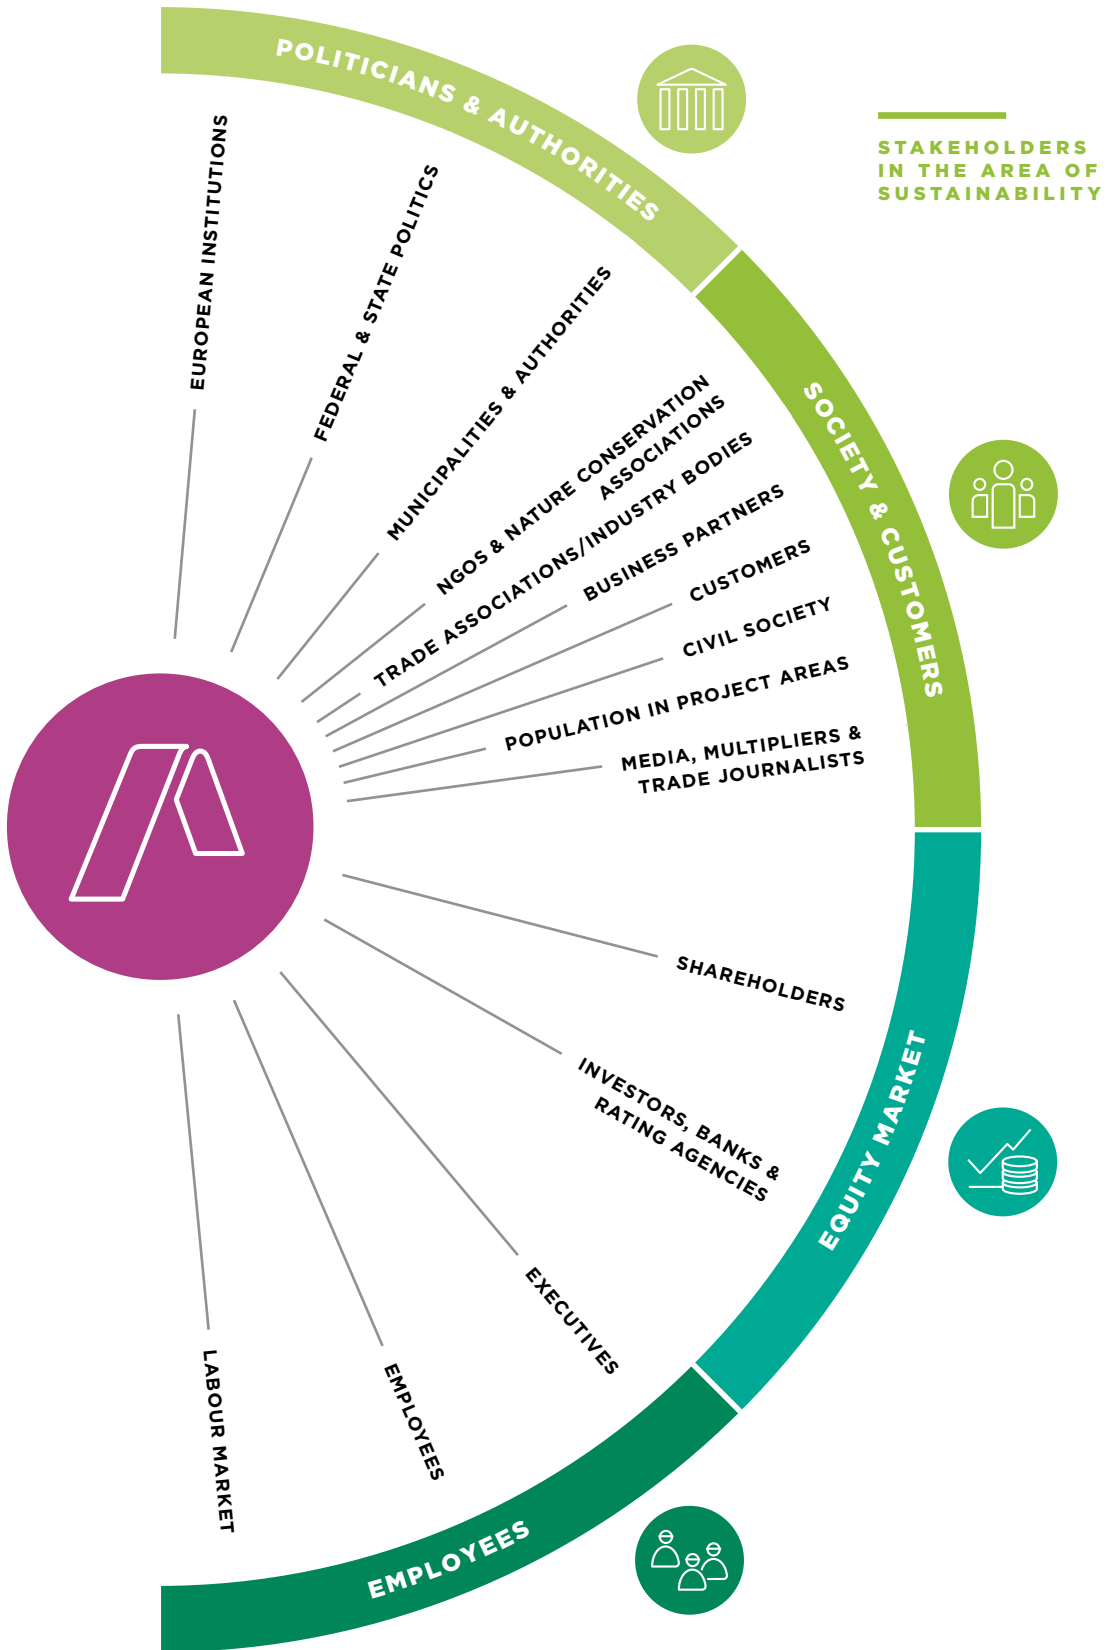 POLITICIANS & AUTHORITIES
STAKEHOLDERS
IN THE AREA OF
SUSTAINABILITY
EUROPEAN INSTITUTIONS
FEDERAL & STATE POLITICS
MUNICIPALITIES & AUTHORITIES
SOCIETY & CUSTOMERS
NGOS & NATURE CONSERVATION
ASSOCIATIONS
TRADE ASSOCIATIONS/INDUSTRY BODIES
BUSINESS PARTNERS
CUSTOMERS
CIVIL SOCIETY
POPULATION IN PROJECT AREAS
MEDIA, MULTIPLIERS &
TRADE JOURNALISTS
EQUITY MARKET
SHAREHOLDERS
INVESTORS, BANKS &
RATING AGENCIES
EXECUTIVES
EMPLOYEES
LABOUR MARKET
EMPLOYEES